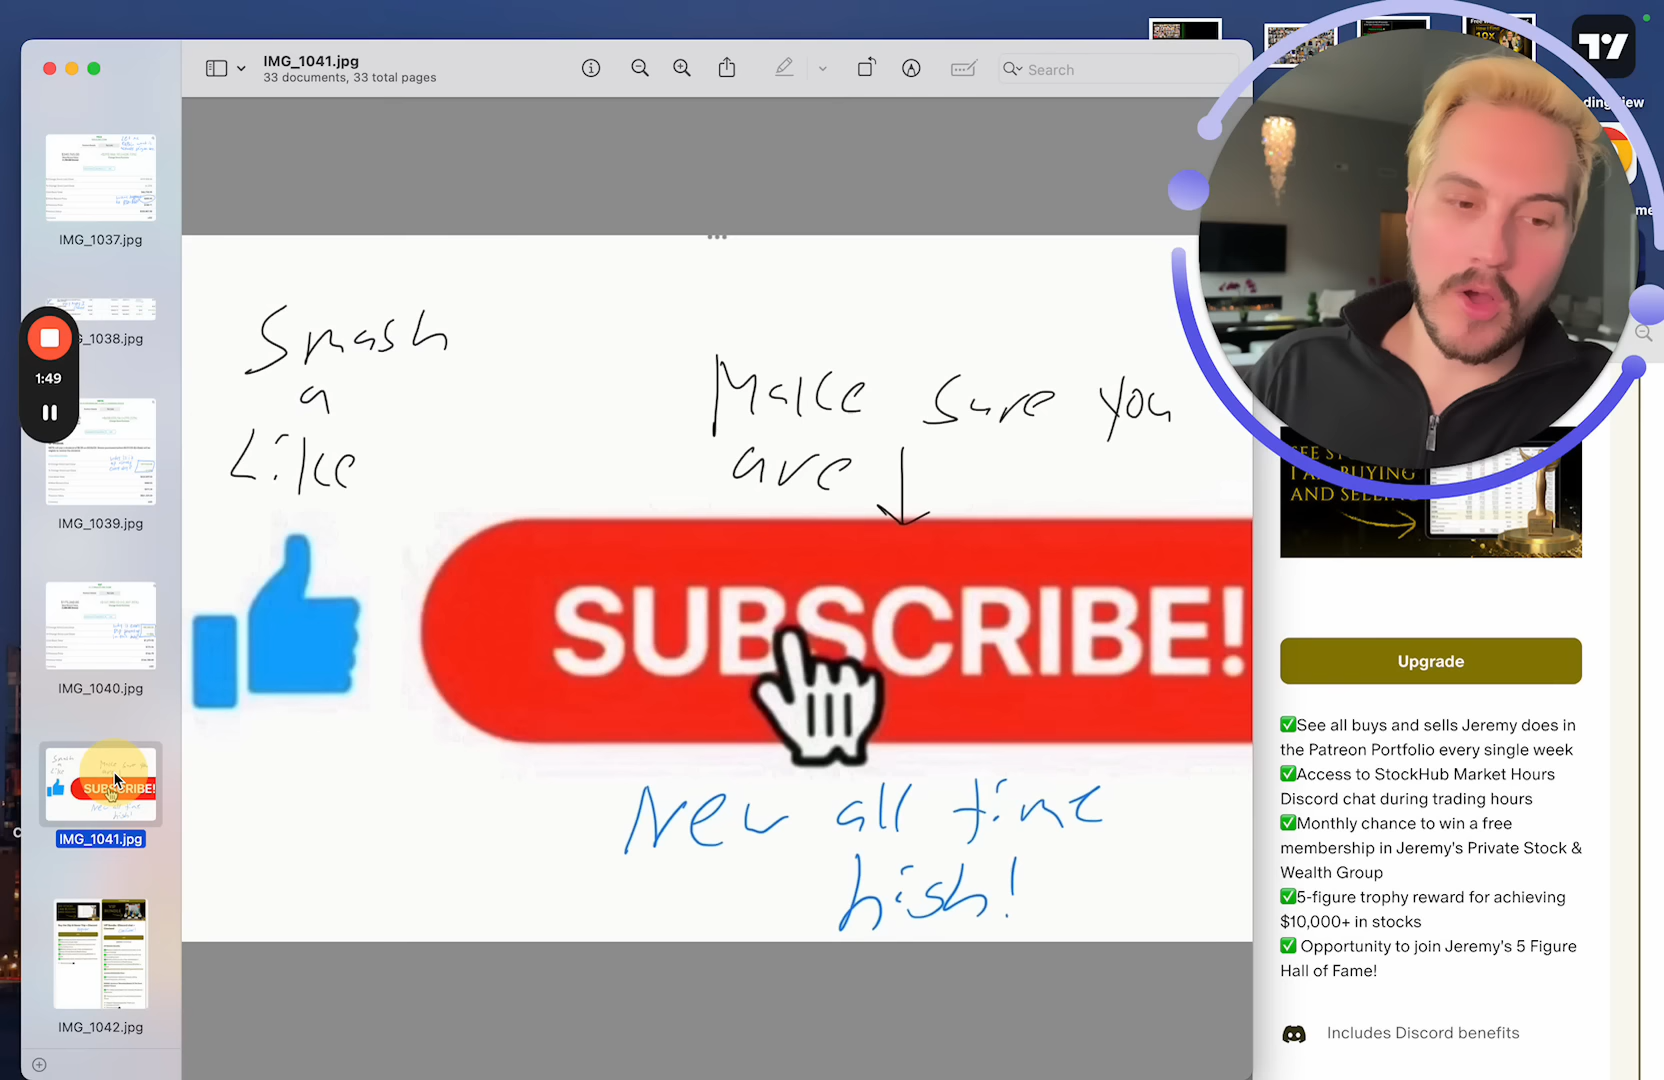 IMG_1041.jpg
33 documents, 33 total pages
Search
IMG_1037.jpg
_1038.jpg
1:49
IMG_1039.jpg
IMG_1040.jpg
IMG_1041.jpg
IMG_1042.jpg
Smash
a
Like
Make sure you
are
SUBSCRIBE!
New all time
high!
I AM BUYING
AND SELLING
Upgrade
✅See all buys and sells Jeremy does in
the Patreon Portfolio every single week
✅Access to StockHub Market Hours
Discord chat during trading hours
✅Monthly chance to win a free
membership in Jeremy's Private Stock &
Wealth Group
✅5-figure trophy reward for achieving
$10,000+ in stocks
✅ Opportunity to join Jeremy's 5 Figure
Hall of Fame!
Includes Discord benefits